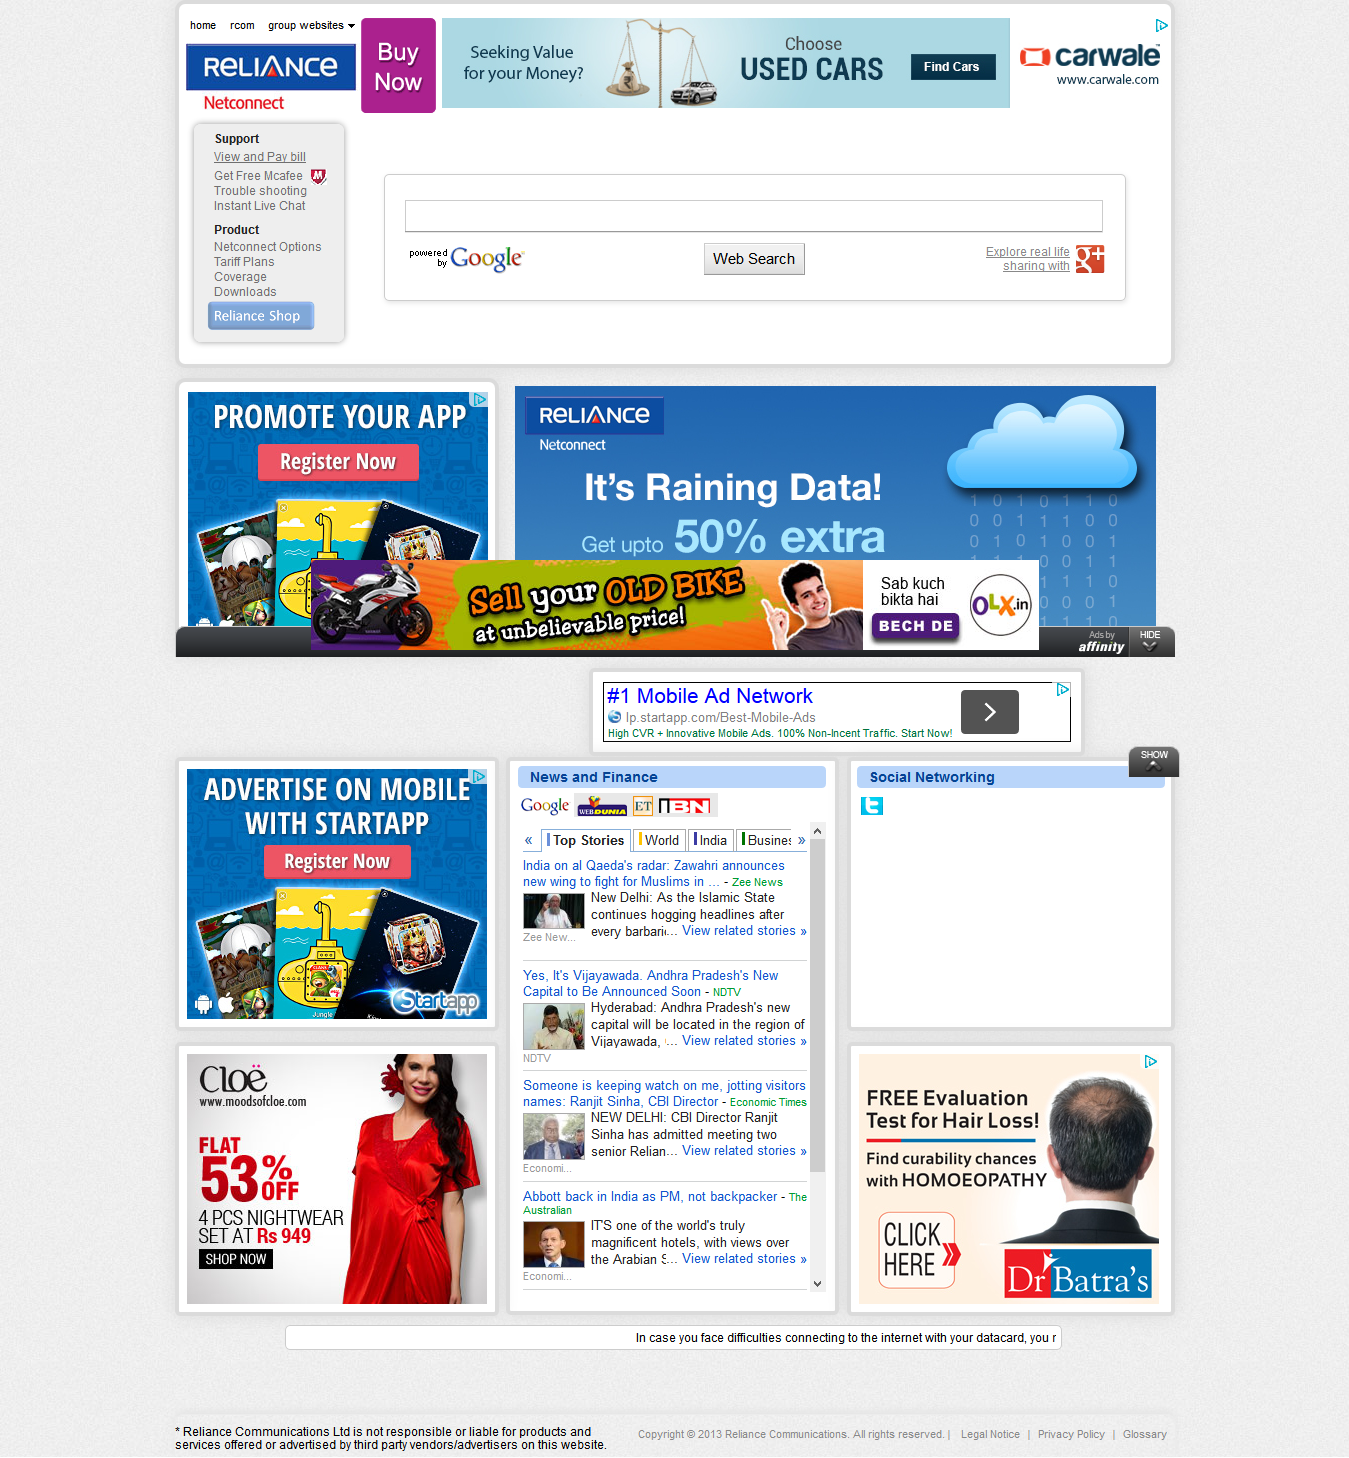 home rcom group websites
RELIANCE
Netconnect
Buy
Now
Seeking Value
for your Money?
Choose
USED CARS
Find Cars
carwale
www.carwale.com
Support
View and Pay bill
Get Free Mcafee
Trouble shooting
Instant Live Chat
Product
Netconnect Options
Tariff Plans
Coverage
Downloads
Reliance Shop
powered
by Google
Web Search
Explore real life
sharing with g+
PROMOTE YOUR APP
Register Now
RELIANCE
Netconnect
It's Raining Data!
Get upto 50% extra
Sell your OLD BIKE
at unbelievable price!
Sab kuch
bikta hai
BECH DE
OLX.in
Ads by
affinity
HIDE
#1 Mobile Ad Network
lp.startapp.com/Best-Mobile-Ads
High CVR + Innovative Mobile Ads. 100% Non-Incent Traffic. Start Now!
SHOW
ADVERTISE ON MOBILE
WITH STARTAPP
Register Now
Startapp
Jungle
News and Finance
Google WEBDUNIA ET IBN
« Top Stories World India Busines »
India on al Qaeda's radar: Zawahri announces
new wing to fight for Muslims in ... - Zee News
New Delhi: As the Islamic State
continues hogging headlines after
every barbari... View related stories »
Zee New...
Yes, It's Vijayawada. Andhra Pradesh's New
Capital to Be Announced Soon - NDTV
Hyderabad: Andhra Pradesh's new
capital will be located in the region of
Vijayawada, ... View related stories »
NDTV
Someone is keeping watch on me, jotting visitors
names: Ranjit Sinha, CBI Director - Economic Times
NEW DELHI: CBI Director Ranjit
Sinha has admitted meeting two
senior Relian... View related stories »
Economi...
Abbott back in India as PM, not backpacker - The
Australian
IT'S one of the world's truly
magnificent hotels, with views over
the Arabian S... View related stories »
Economi...
Social Networking
Cloë
www.moodsofcloe.com
FLAT
53% OFF
4 PCS NIGHTWEAR
SET AT Rs 949
SHOP NOW
FREE Evaluation
Test for Hair Loss!
Find curability chances
with HOMOEOPATHY
CLICK
HERE
Dr Batra's
In case you face difficulties connecting to the internet with your datacard, you r
* Reliance Communications Ltd is not responsible or liable for products and
services offered or advertised by third party vendors/advertisers on this website.
Copyright © 2013 Reliance Communications. All rights reserved. | Legal Notice | Privacy Policy | Glossary